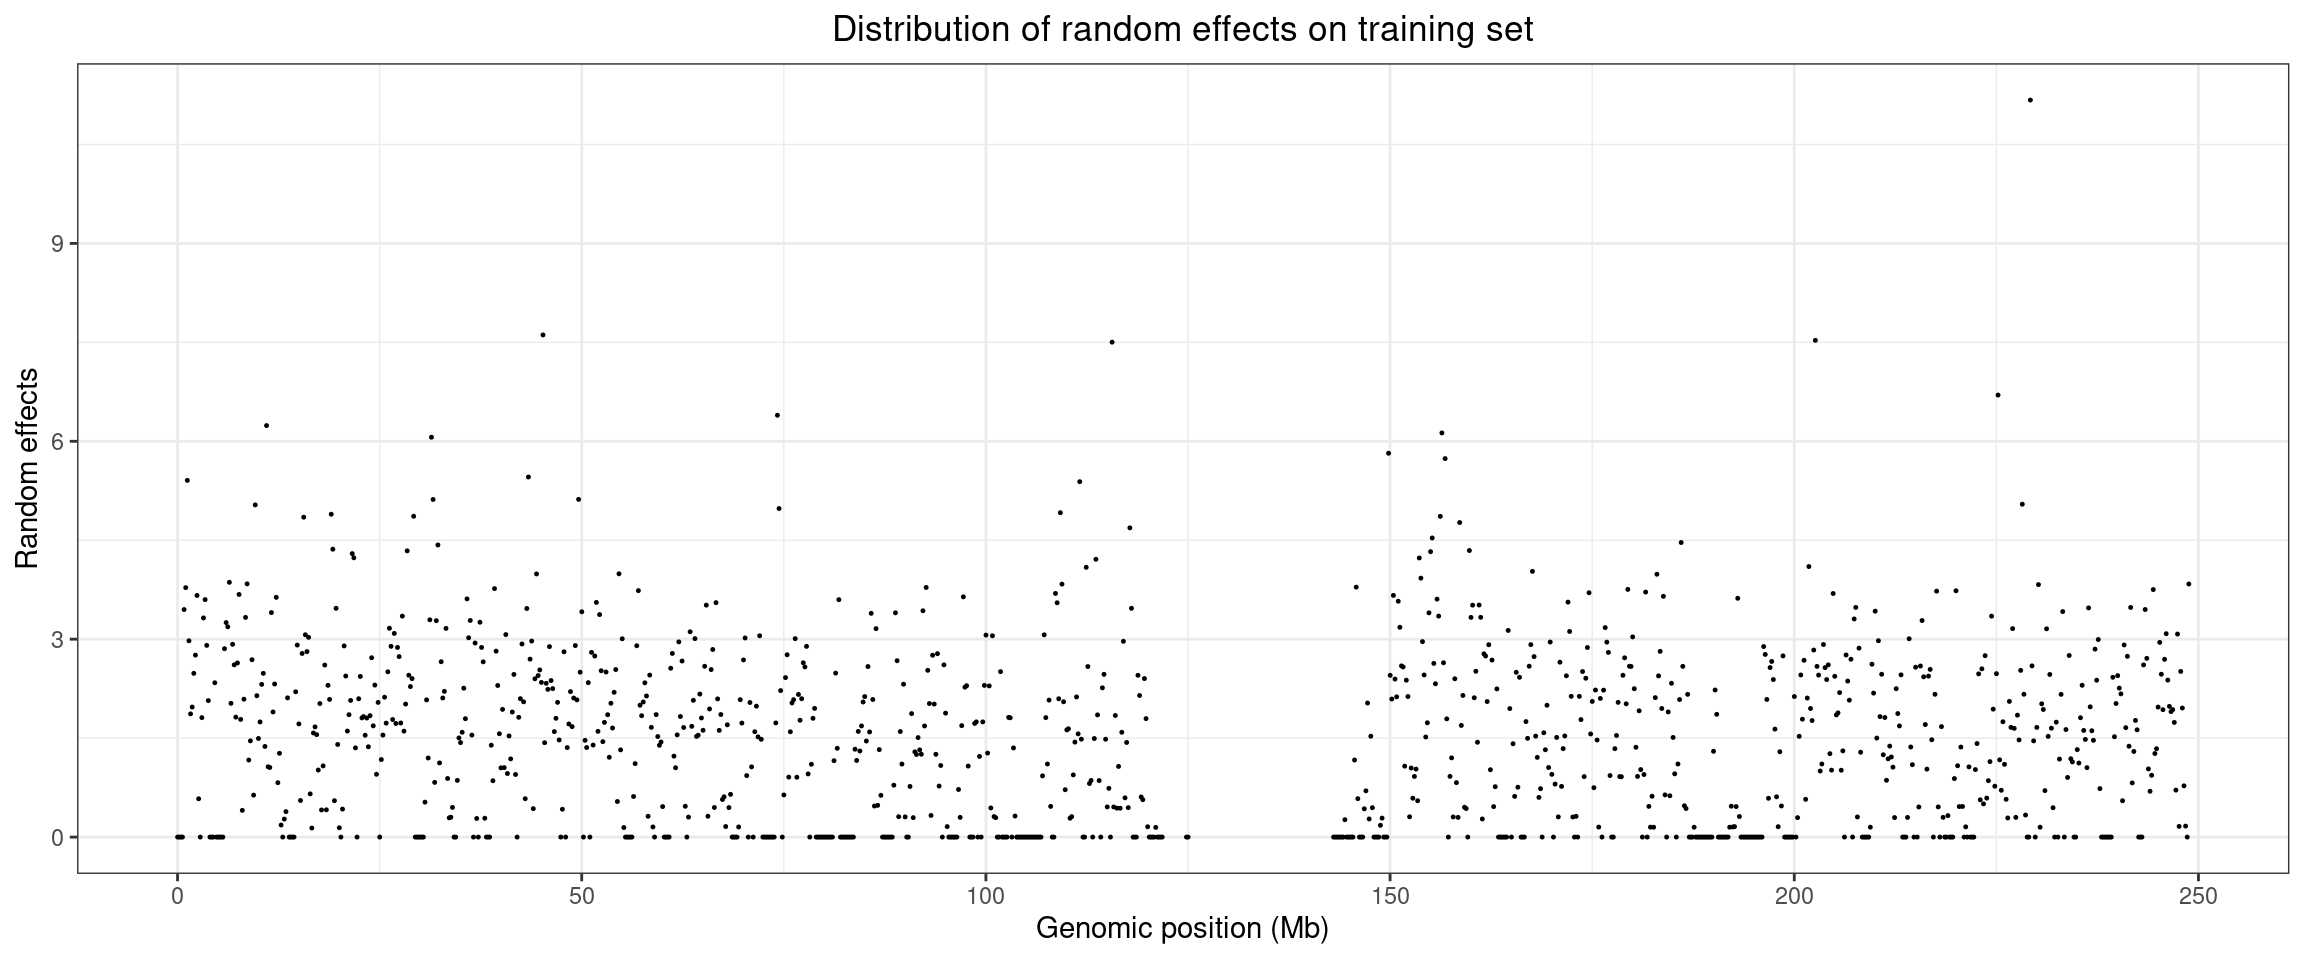 Distribution of random effects on training set
Random effects
9
6
3
0
0 50 100 150 200 250
Genomic position (Mb)